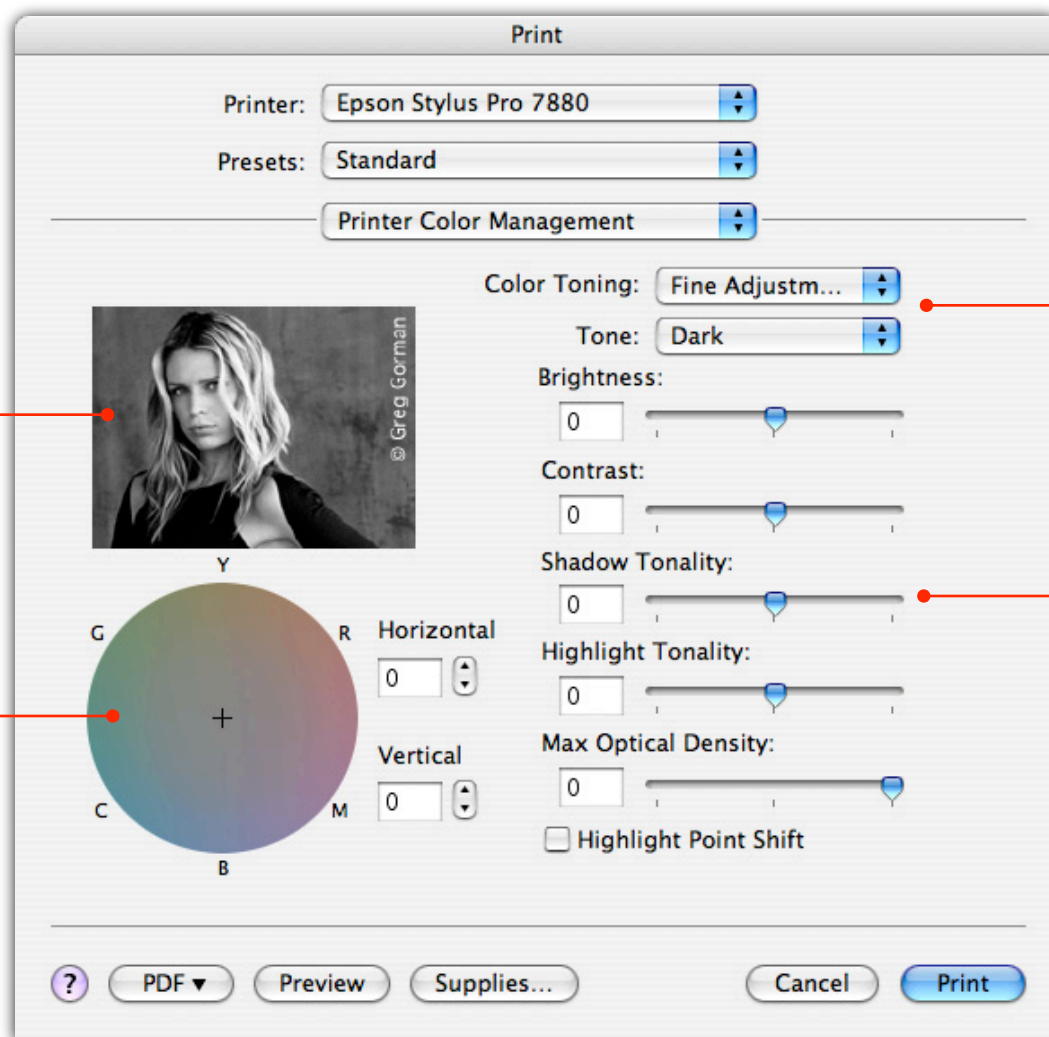 Print
Printer: Epson Stylus Pro 7880
Presets: Standard
Printer Color Management
Color Toning: Fine Adjustm...
Tone: Dark
© Greg Gorman
Brightness:
0
Contrast:
0
Shadow Tonality:
0
Highlight Tonality:
0
Max Optical Density:
0
Highlight Point Shift
Y
G
R
C
M
B
Horizontal
0
Vertical
0
? PDF▼ Preview Supplies... Cancel Print